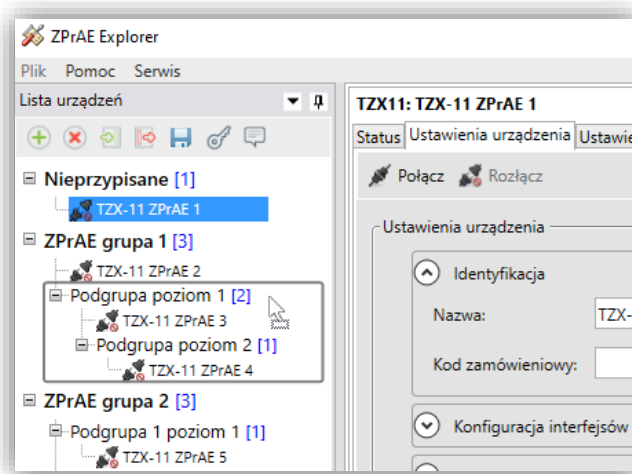 ZPrAE Explorer
Plik Pomoc Serwis
Lista urządzeń
Nieprzypisane [1]
TZX-11 ZPrAE 1
ZPrAE grupa 1 [3]
TZX-11 ZPrAE 2
Podgrupa poziom 1 [2]
TZX-11 ZPrAE 3
Podgrupa poziom 2 [1]
TZX-11 ZPrAE 4
ZPrAE grupa 2 [3]
Podgrupa 1 poziom 1 [1]
TZX-11 ZPrAE 5
TZX11: TZX-11 ZPrAE 1
Status Ustawienia urządzenia Ustawie
Połącz Rozłącz
Ustawienia urządzenia
Identyfikacja
Nazwa: TZX-
Kod zamówieniowy:
Konfiguracja interfejsów